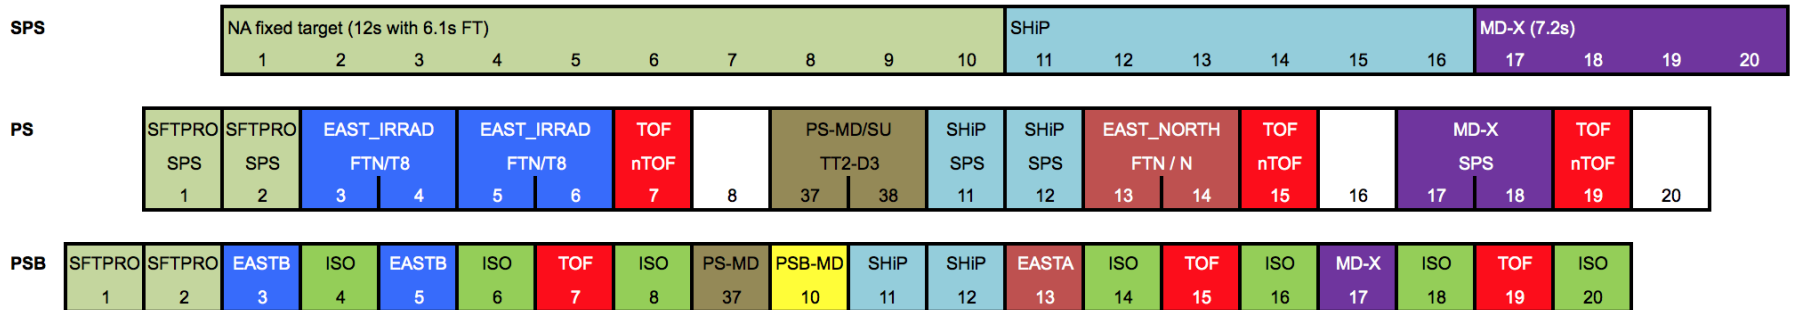 SPS
NA fixed target (12s with 6.1s FT) SHiP MD-X (7.2s)
1 2 3 4 5 6 7 8 9 10 11 12 13 14 15 16 17 18 19 20
PS
SFTPRO SFTPRO EAST_IRRAD EAST_IRRAD TOF PS-MD/SU SHiP SHiP EAST_NORTH TOF MD-X TOF
SPS SPS FTN/T8 FTN/T8 nTOF TT2-D3 SPS SPS FTN / N nTOF SPS nTOF
1 2 3 4 5 6 7 8 37 38 11 12 13 14 15 16 17 18 19 20
PSB
SFTPRO SFTPRO EASTB ISO EASTB ISO TOF ISO PS-MD PSB-MD SHiP SHiP EASTA ISO TOF ISO MD-X ISO TOF ISO
1 2 3 4 5 6 7 8 37 10 11 12 13 14 15 16 17 18 19 20